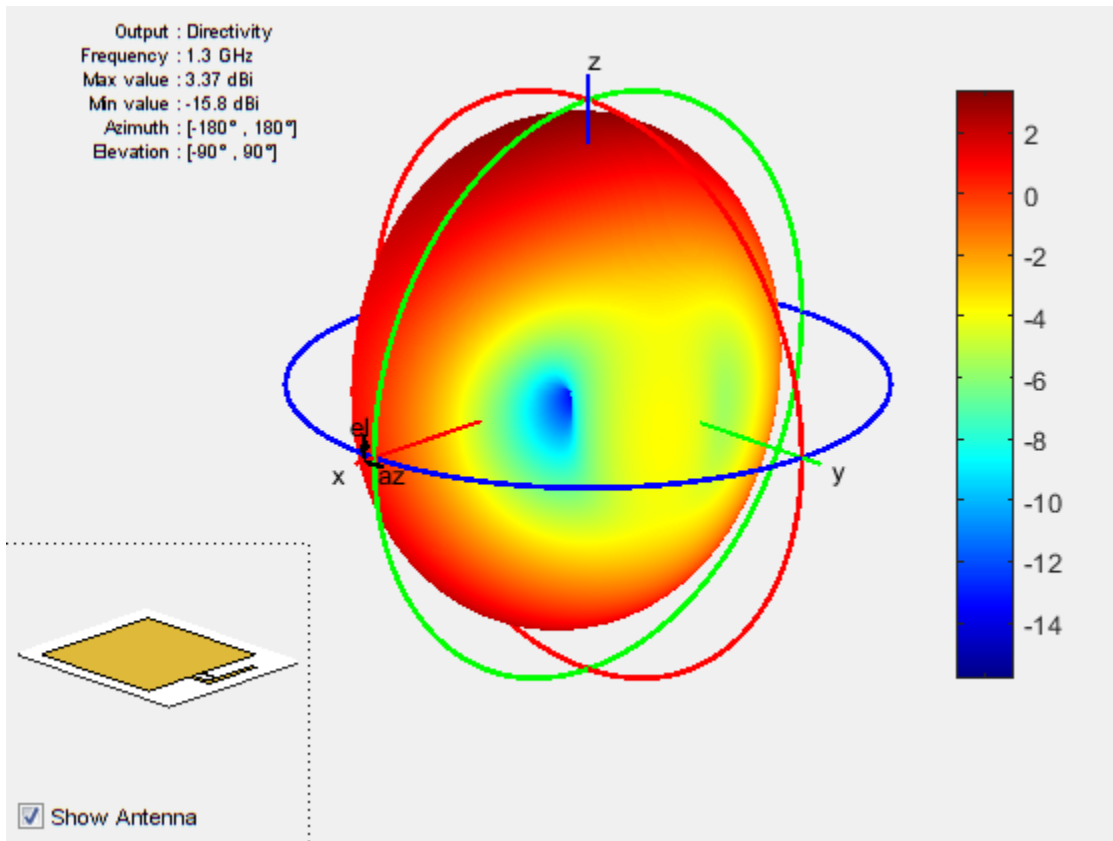 Output : Directivity
Frequency : 1.3 GHz
Max value : 3.37 dBi
Min value : -15.8 dBi
Azimuth : [-180° , 180°]
Elevation : [-90° , 90°]
z
2
0
-2
-4
-6
-8
-10
-12
-14
el
x
az
y
Show Antenna